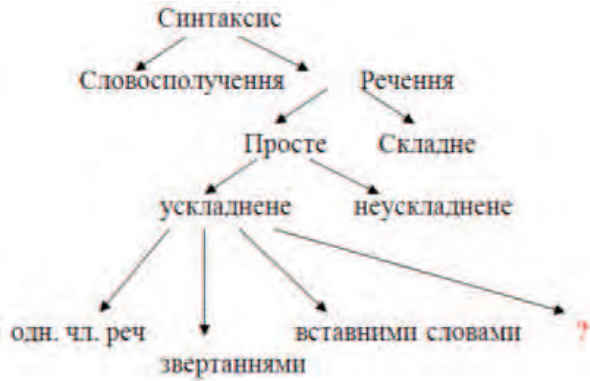 Синтаксис
Словосполучення Речення
Просте Складне
ускладнене неускладнене
одн. чл. реч вставними словами ?
звертаннями